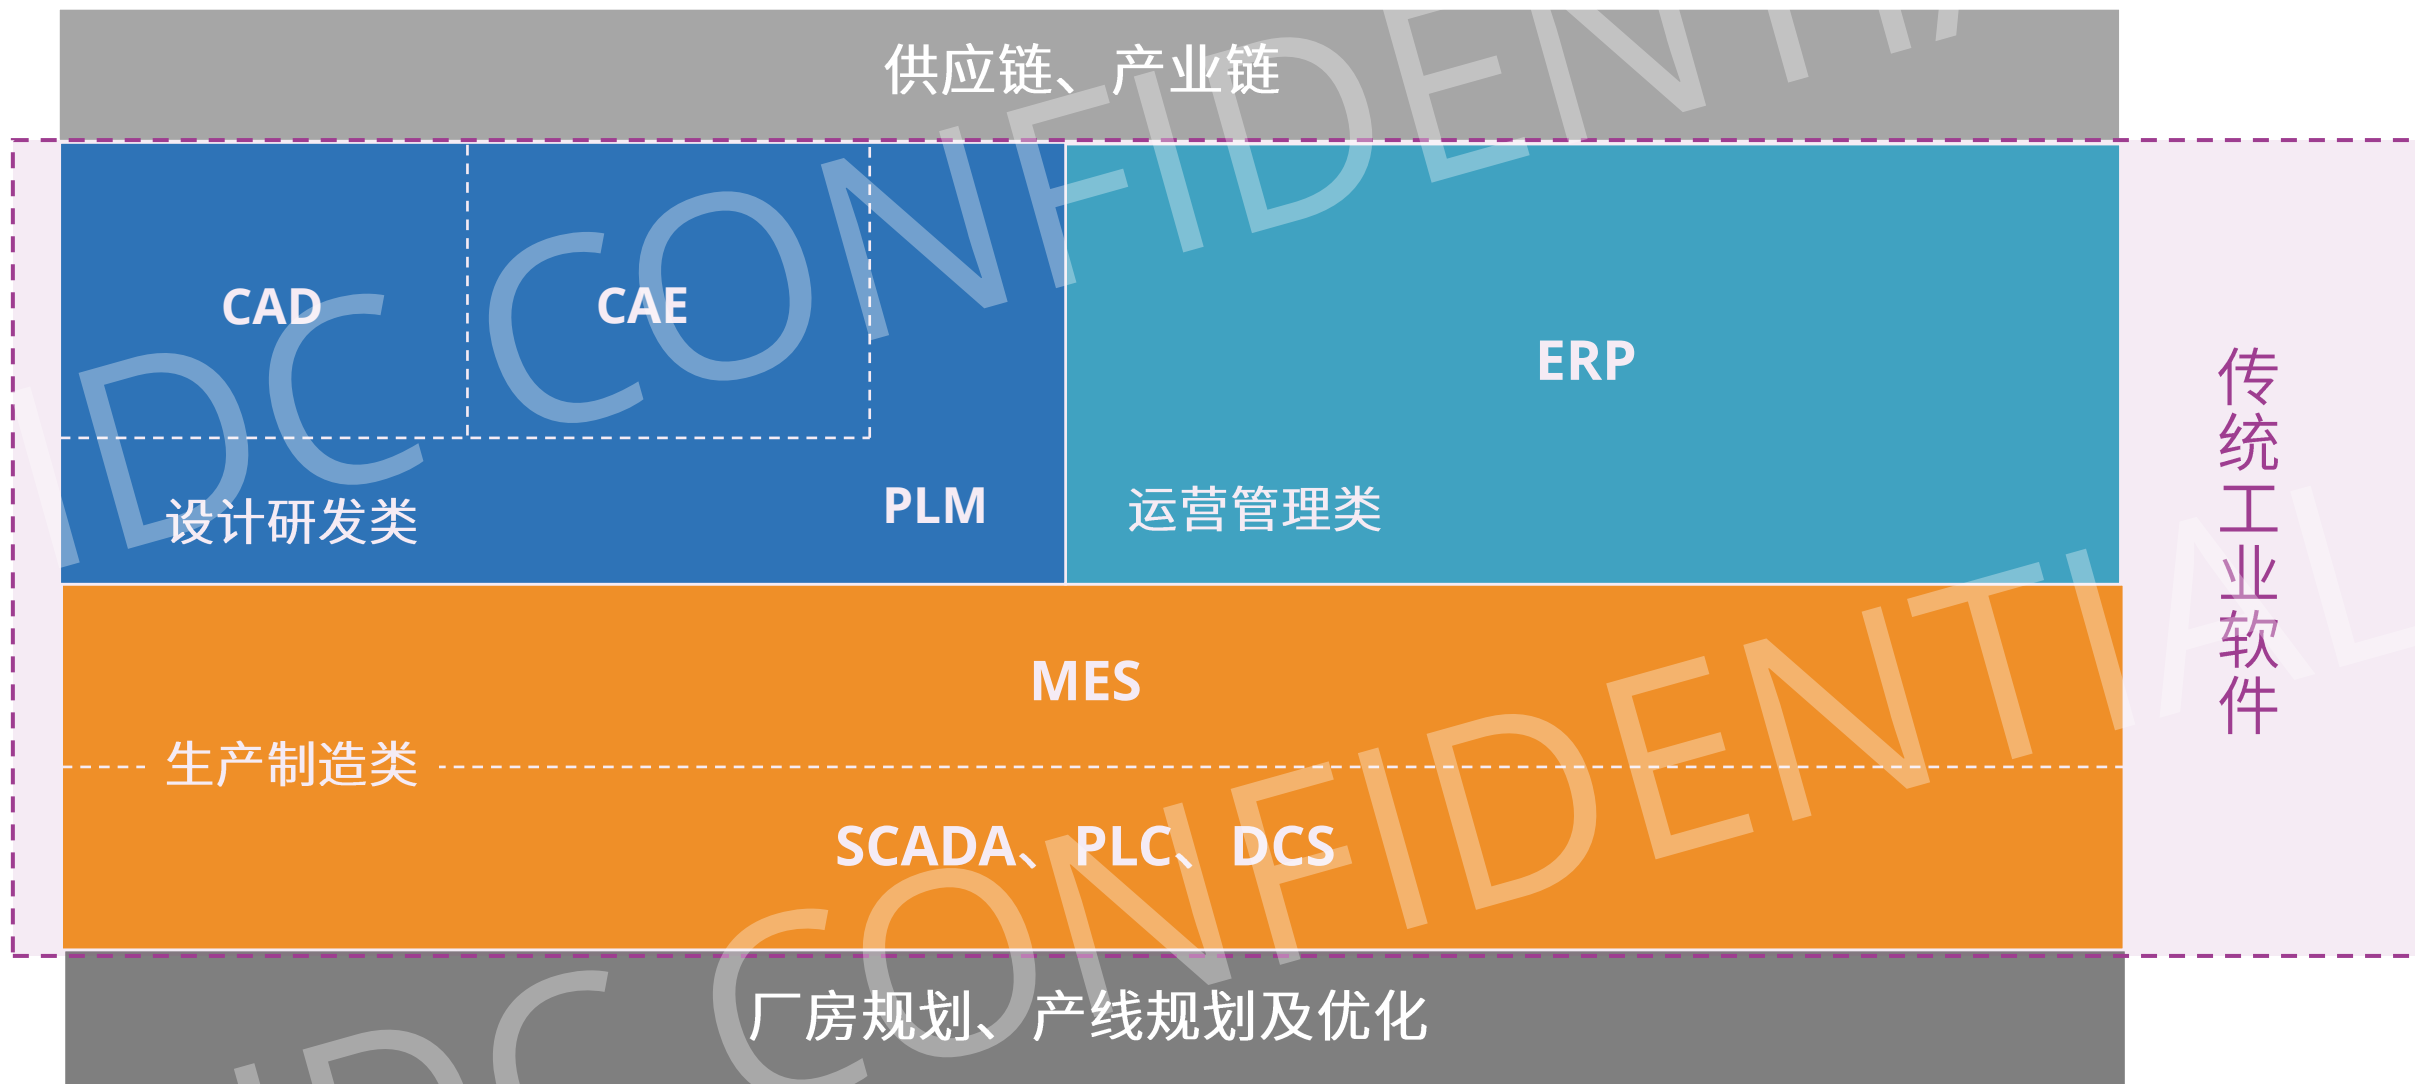 供应链、产业链
CAD
CAE
ERP
设计研发类
PLM
运营管理类
MES
生产制造类
SCADA、PLC、DCS
厂房规划、产线规划及优化
传统工业软件
IDC CONFIDENTIAL
IDC CONFIDENTIAL